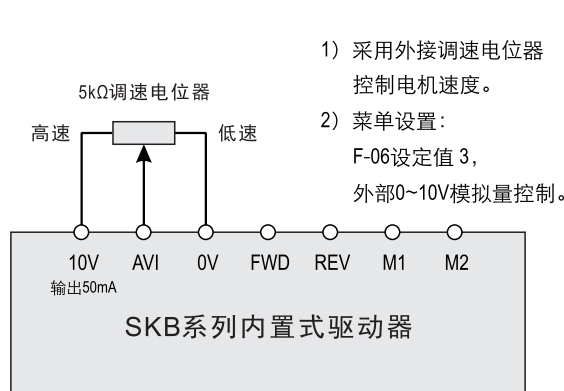 1）采用外接调速电位器
控制电机速度。
2）菜单设置：
F-06设定值 3，
外部0~10V模拟量控制。
5kΩ调速电位器
高速
低速
10V AVI 0V FWD REV M1 M2
输出50mA
SKB系列内置式驱动器